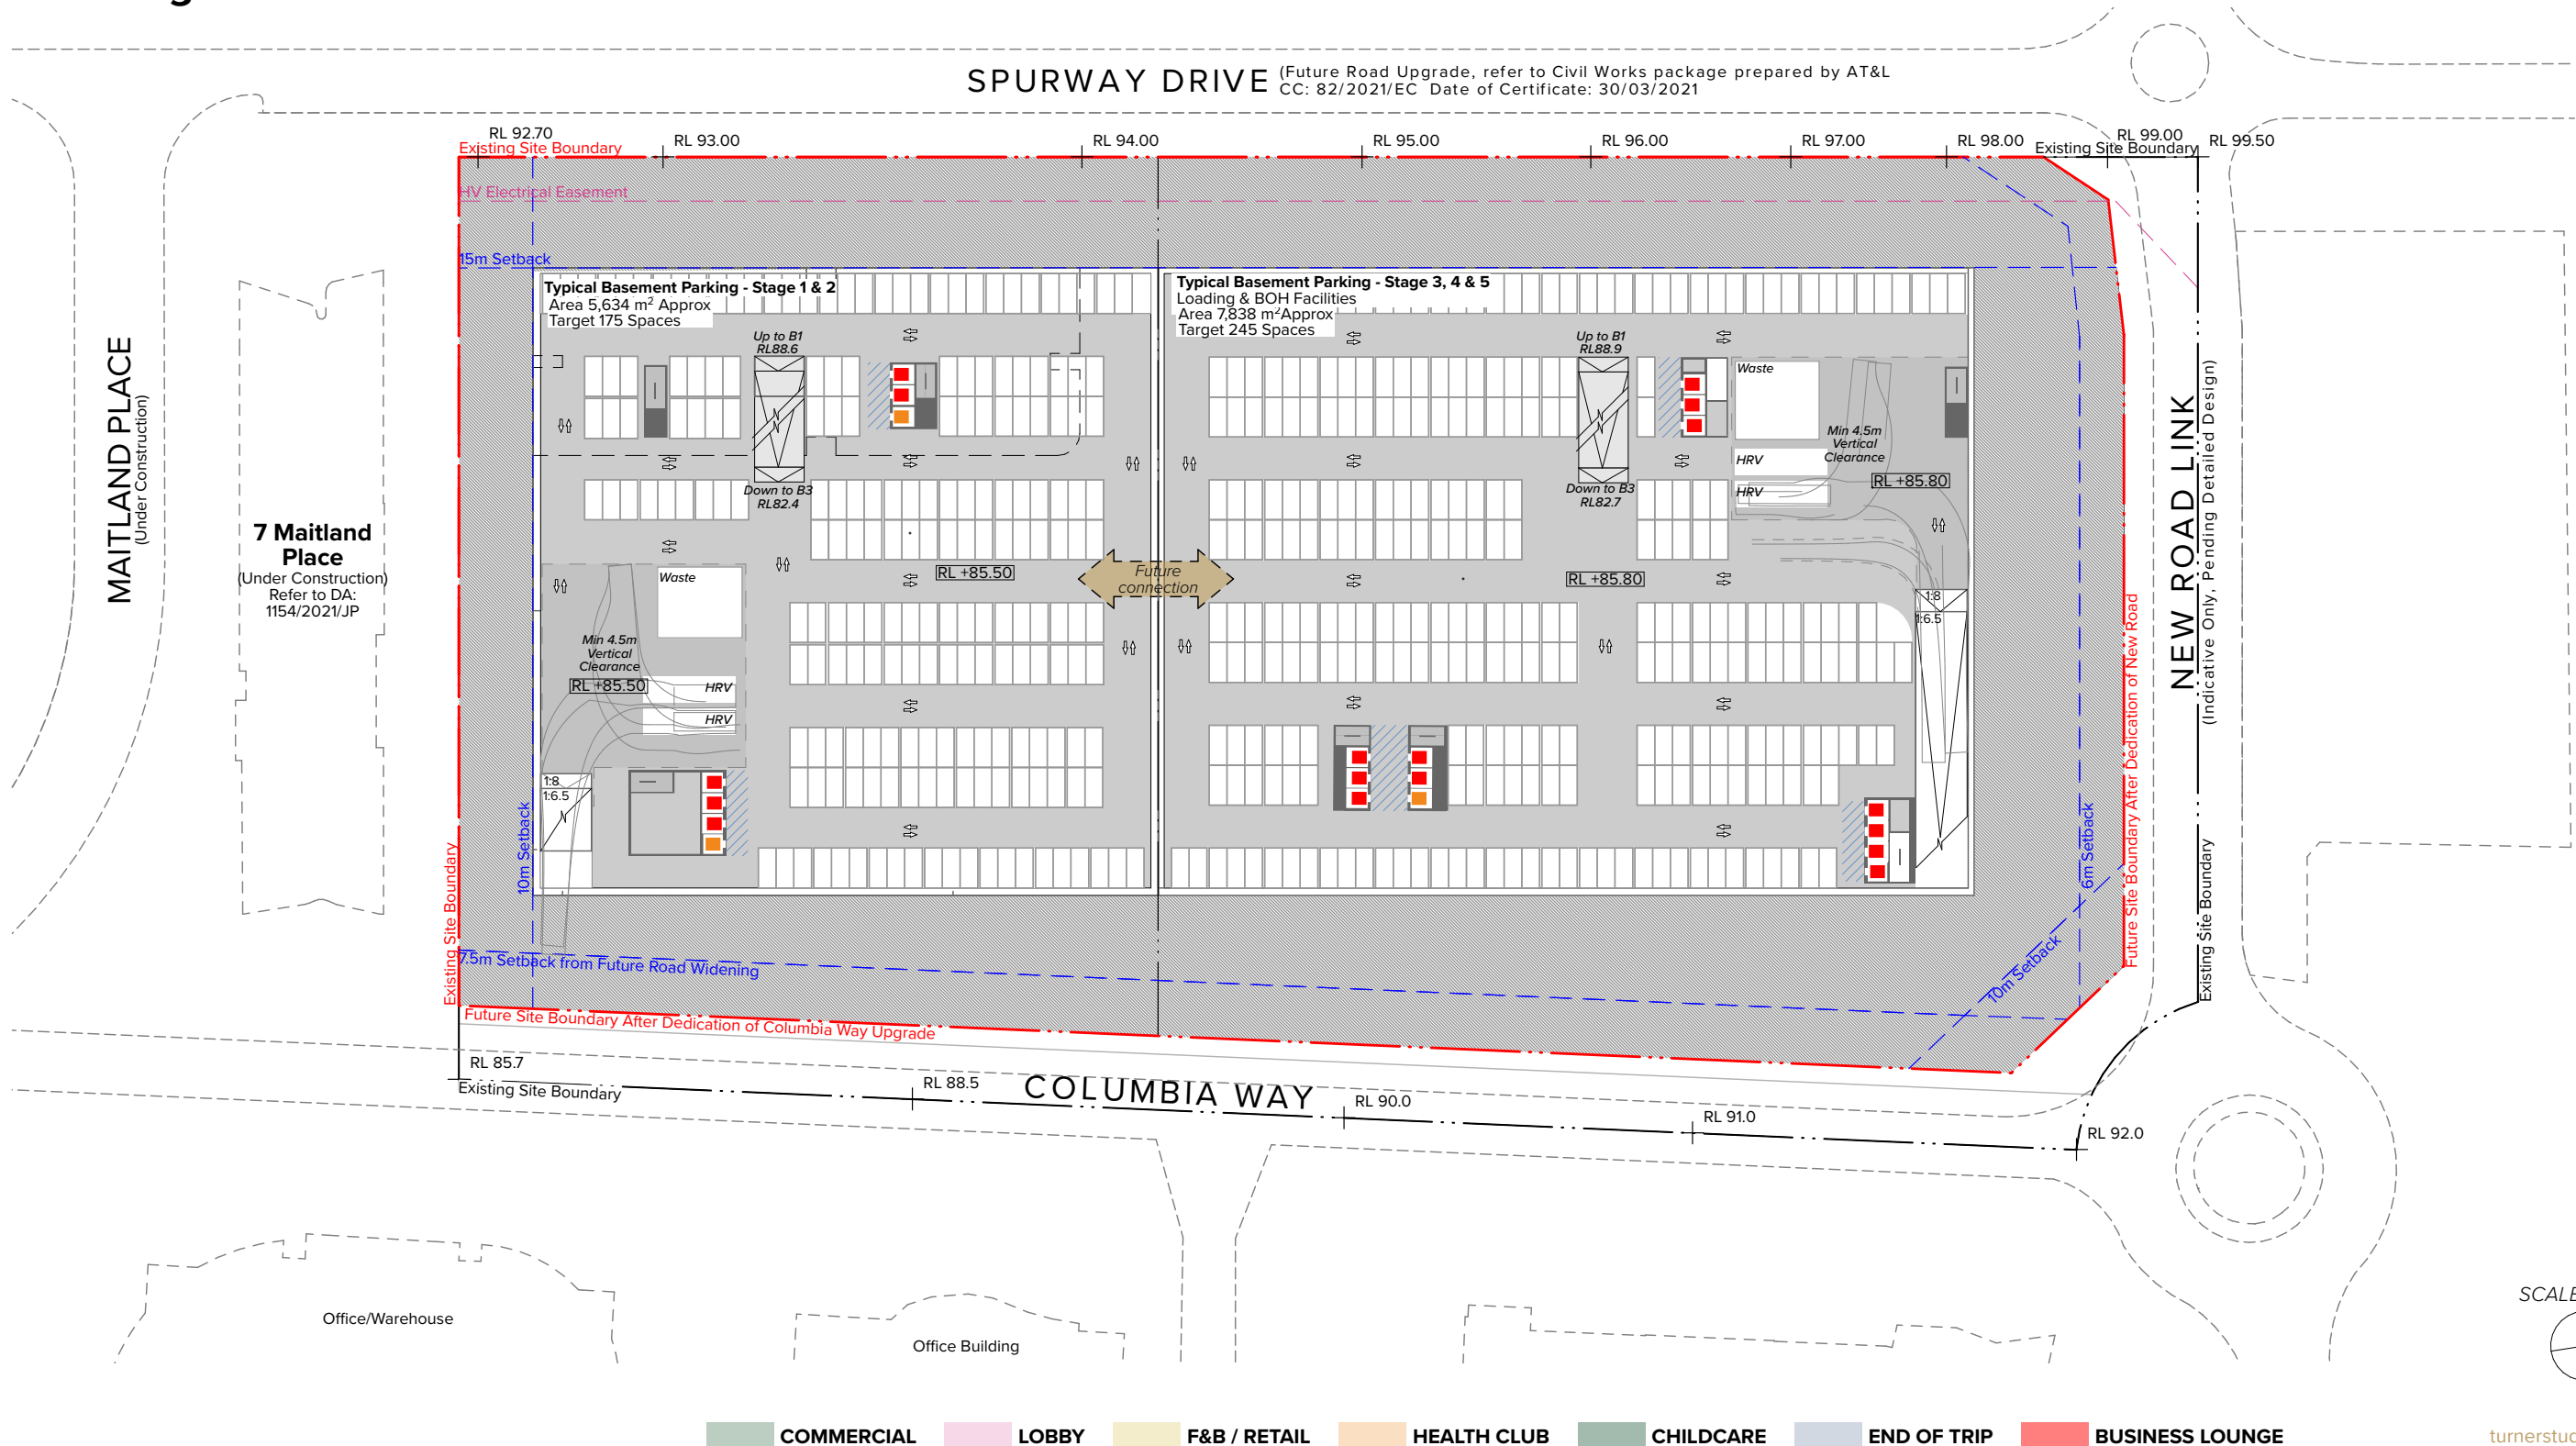 SPURWAY DRIVE
(Future Road Upgrade, refer to Civil Works package prepared by AT&L
CC: 82/2021/EC Date of Certificate: 30/03/2021
RL 92.70
RL 93.00
RL 94.00
RL 95.00
RL 96.00
RL 97.00
RL 98.00
RL 99.00
RL 99.50
Existing Site Boundary
Existing Site Boundary
HV Electrical Easement
15m Setback
Typical Basement Parking - Stage 1 & 2
Area 5,634 m² Approx
Target 175 Spaces
Typical Basement Parking - Stage 3, 4 & 5
Loading & BOH Facilities
Area 7,838 m²Approx
Target 245 Spaces
Up to B1
RL88.6
Up to B1
RL88.9
Waste
Min 4.5m
Vertical
Clearance
HRV
HRV
RL +85.80
Down to B3
RL82.4
Down to B3
RL82.7
MAITLAND PLACE
(Under Construction)
7 Maitland
Place
(Under Construction)
Refer to DA:
1154/2021/JP
NEW ROAD LINK
(Indicative Only, Pending Detailed Design)
Future
connection
RL +85.50
RL +85.80
Waste
Min 4.5m
Vertical
Clearance
RL +85.50
HRV
HRV
1:8
1:6.5
1:8
1:6.5
N
N
N
N
10m Setback
6m Setback
10m Setback
Existing Site Boundary
Future Site Boundary After Dedication of New Road
Existing Site Boundary
7.5m Setback from Future Road Widening
Future Site Boundary After Dedication of Columbia Way Upgrade
RL 85.7
Existing Site Boundary
RL 88.5
COLUMBIA WAY
RL 90.0
RL 91.0
RL 92.0
Office/Warehouse
Office Building
SCALE
COMMERCIAL
LOBBY
F&B / RETAIL
HEALTH CLUB
CHILDCARE
END OF TRIP
BUSINESS LOUNGE